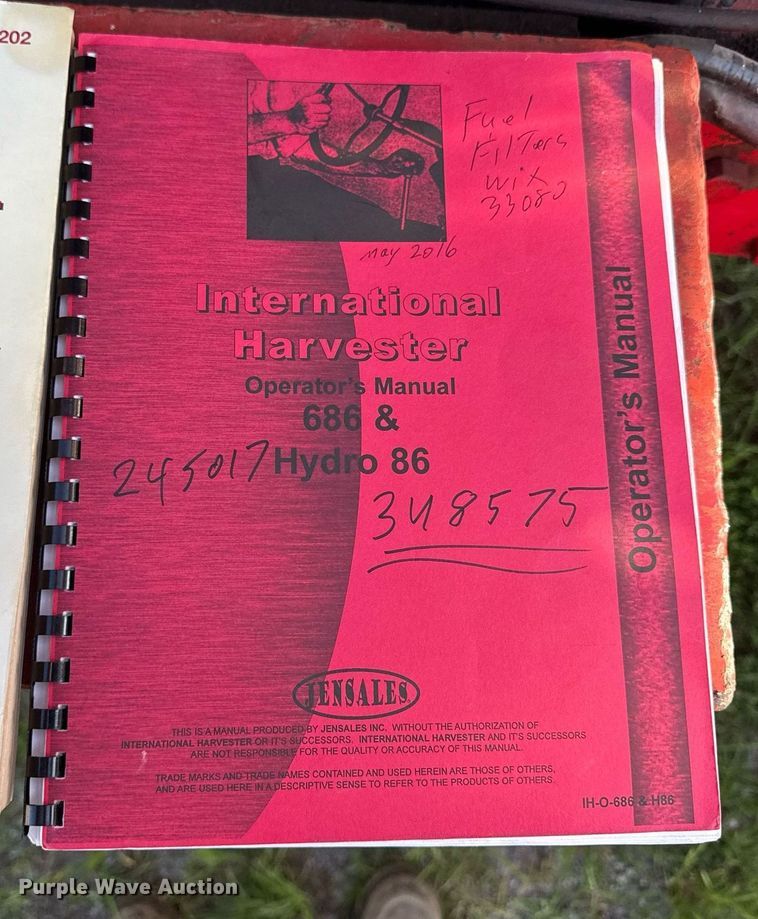 202
Fuel
Filters
Wix
33080
may 2016
International
Harvester
Operator's Manual
686 &
Hydro 86
245017
348575
Operator's Manual
JENSALES
THIS IS A MANUAL PRODUCED BY JENSALES INC. WITHOUT THE AUTHORIZATION OF
INTERNATIONAL HARVESTER OR IT'S SUCCESSORS. INTERNATIONAL HARVESTER AND IT'S SUCCESSORS
ARE NOT RESPONSIBLE FOR THE QUALITY OR ACCURACY OF THIS MANUAL.
TRADE MARKS AND TRADE NAMES CONTAINED AND USED HEREIN ARE THOSE OF OTHERS,
AND ARE USED HERE IN A DESCRIPTIVE SENSE TO REFER TO THE PRODUCTS OF OTHERS.
IH-O-686 & H86
Purple Wave Auction